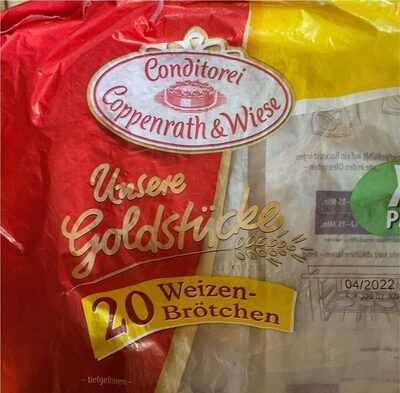 Conditorei
Coppenrath & Wiese
Unsere
Goldstücke
20 Weizen-
Brötchen
04/2022
-tiefgefroren-